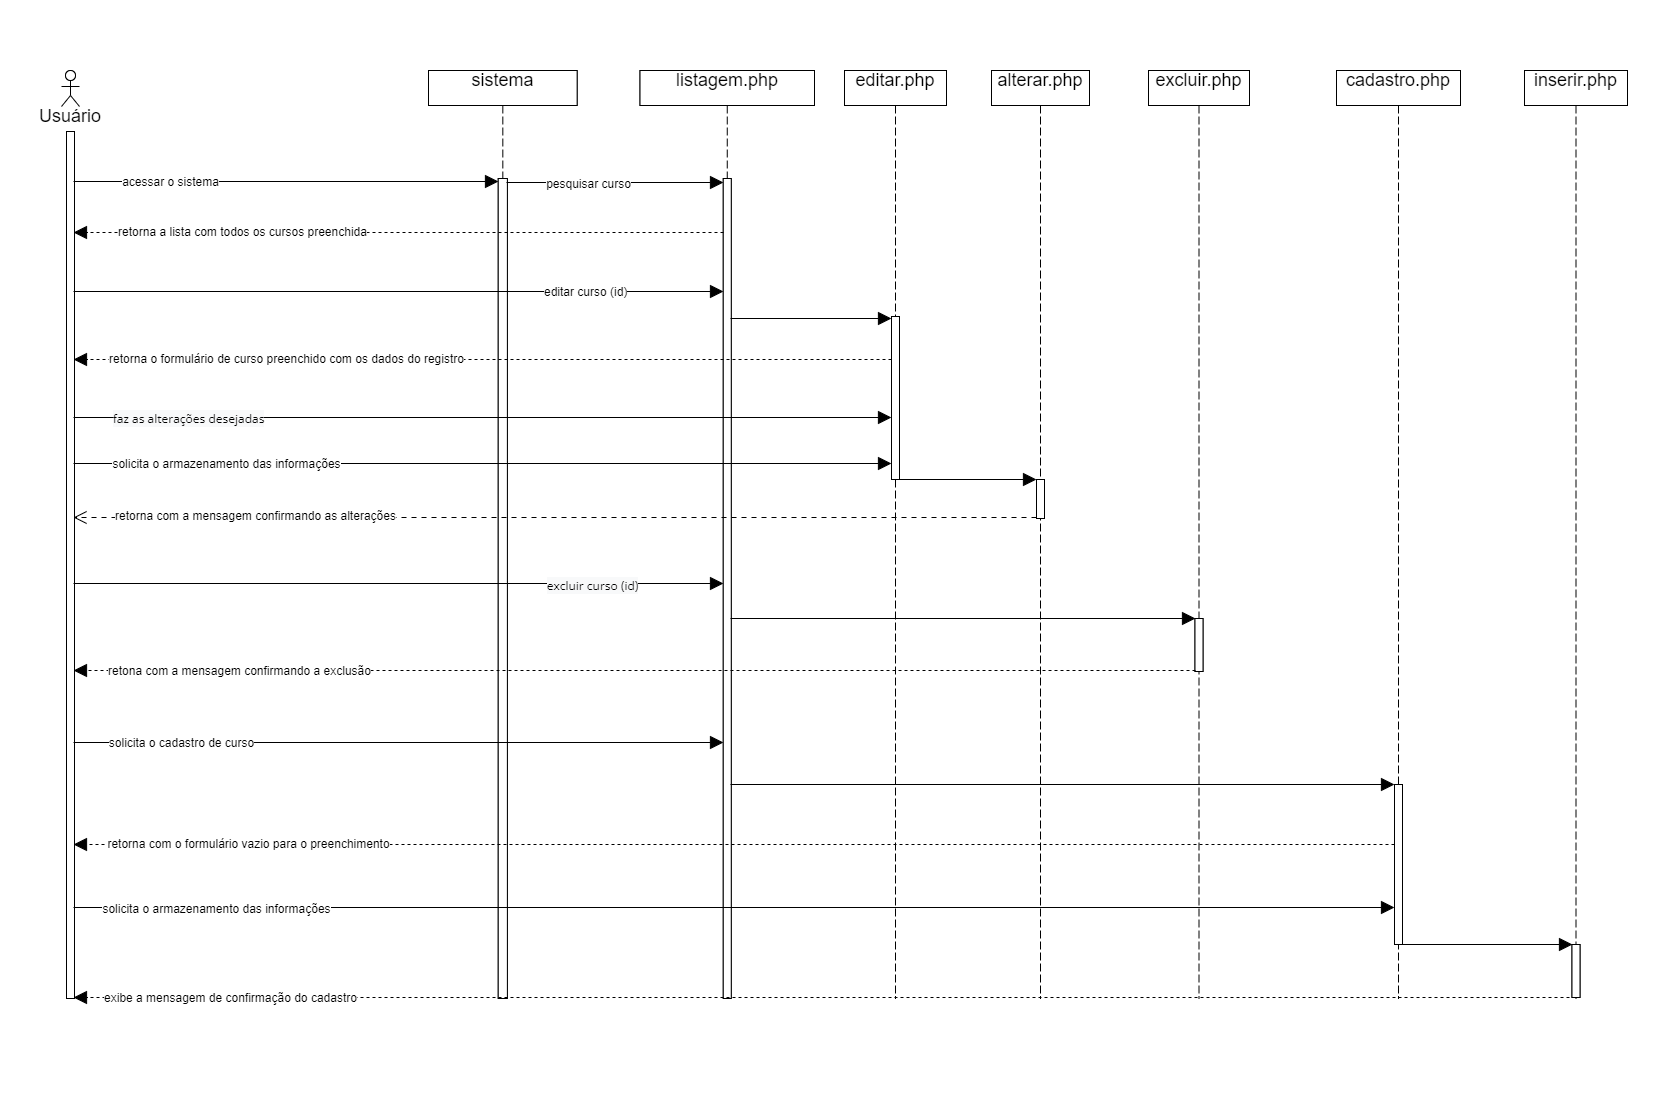 Usuário
sistema
listagem.php
editar.php
alterar.php
excluir.php
cadastro.php
inserir.php
acessar o sistema
pesquisar curso
retorna a lista com todos os cursos preenchida
editar curso (id)
retorna o formulário de curso preenchido com os dados do registro
faz as alterações desejadas
solicita o armazenamento das informações
retorna com a mensagem confirmando as alterações
excluir curso (id)
retona com a mensagem confirmando a exclusão
solicita o cadastro de curso
retorna com o formulário vazio para o preenchimento
solicita o armazenamento das informações
exibe a mensagem de confirmação do cadastro